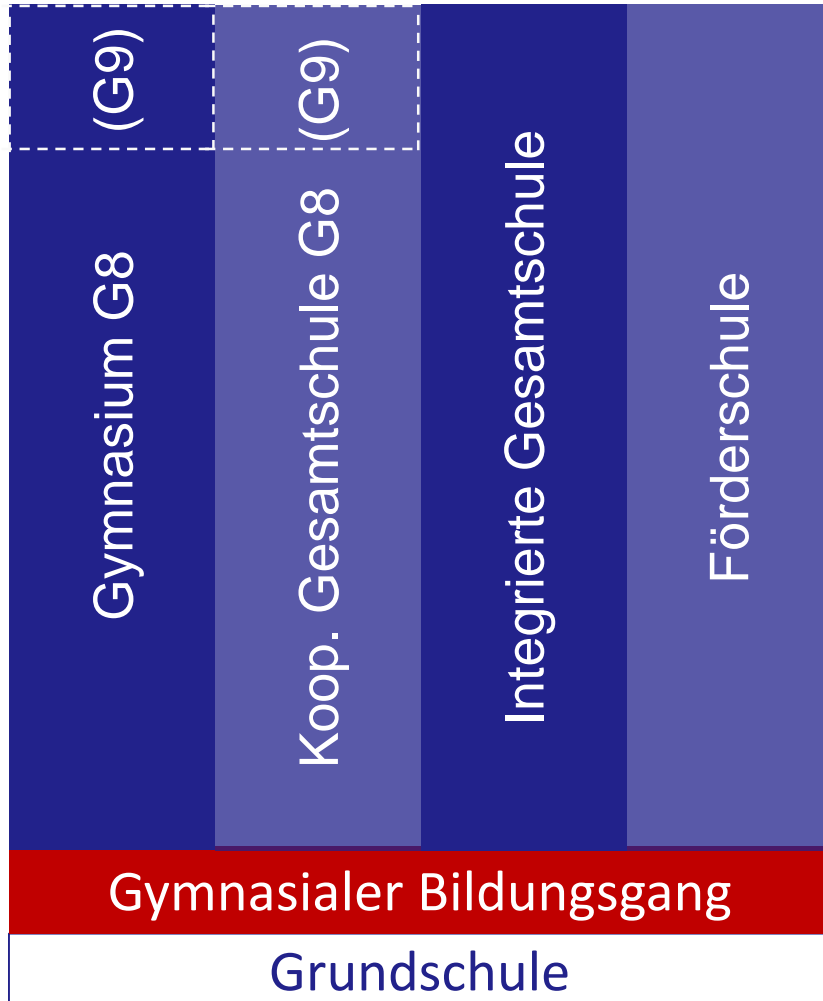 (G9)
Gymnasium G8
(G9)
Koop. Gesamtschule G8
Integrierte Gesamtschule
Förderschule
Gymnasialer Bildungsgang
Grundschule